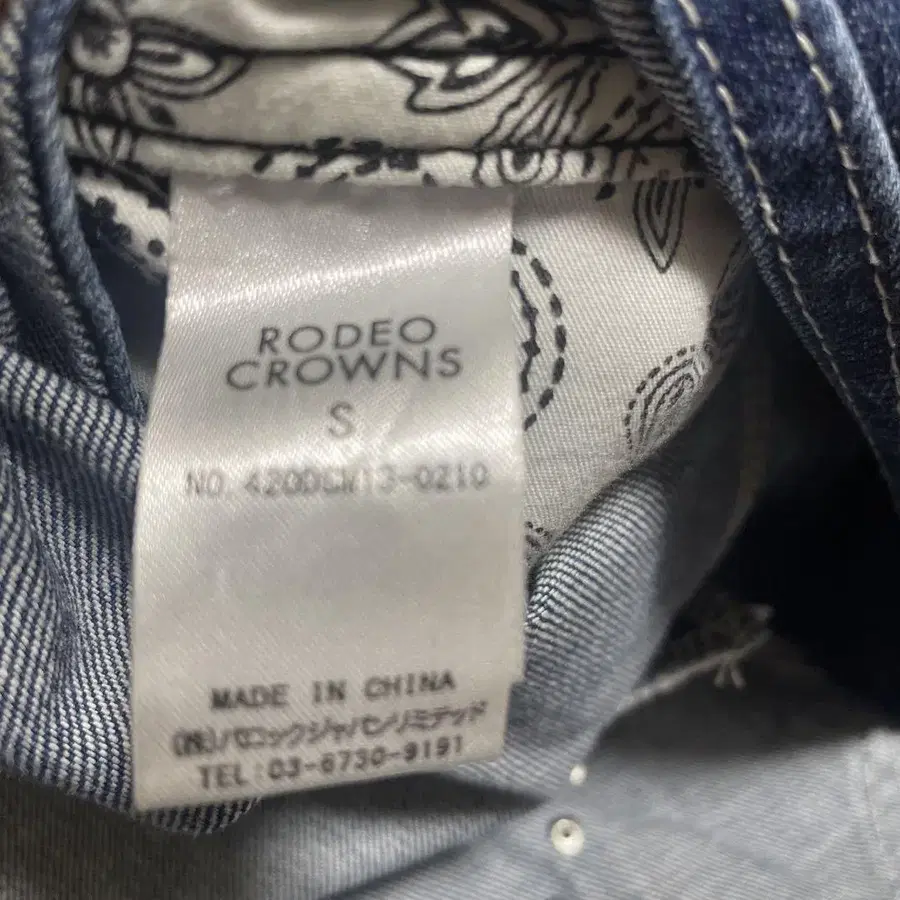 RODEO
CROWNS
S
NO. 420DCM13-0210
MADE IN CHINA
(株)バロックジャパンリミテッド
TEL:03-6730-9191